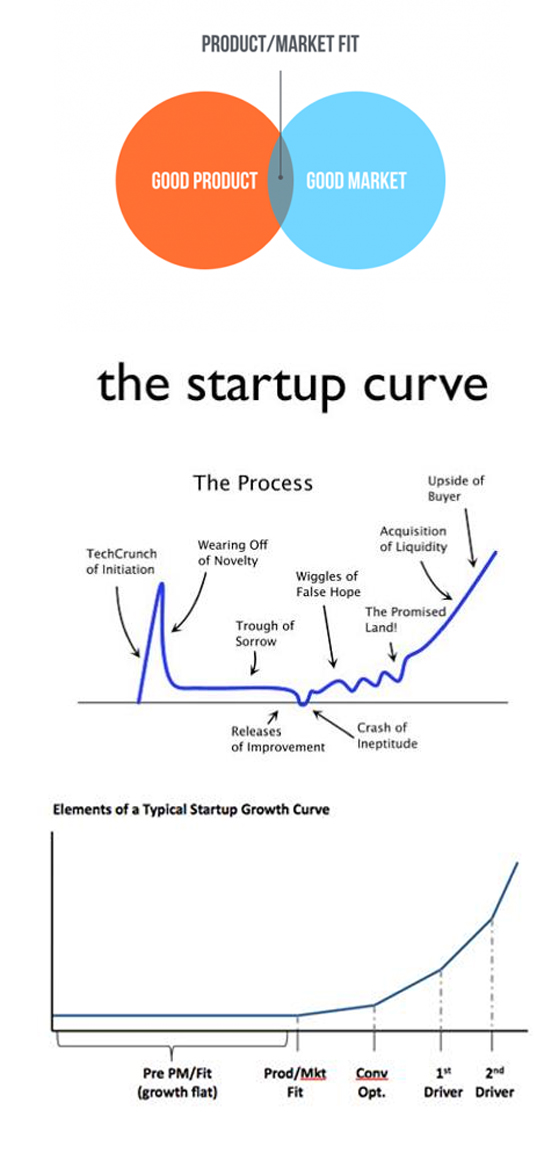 PRODUCT/MARKET FIT
GOOD PRODUCT
GOOD MARKET
the startup curve
The Process
Upside of
Buyer
Acquisition
of Liquidity
TechCrunch
of Initiation
Wearing Off
of Novelty
Wiggles of
False Hope
The Promised
Land!
Trough of
Sorrow
Releases
of Improvement
Crash of
Ineptitude
Elements of a Typical Startup Growth Curve
Pre PM/Fit
(growth flat)
Prod/Mkt
Fit
Conv
Opt.
1st
Driver
2nd
Driver